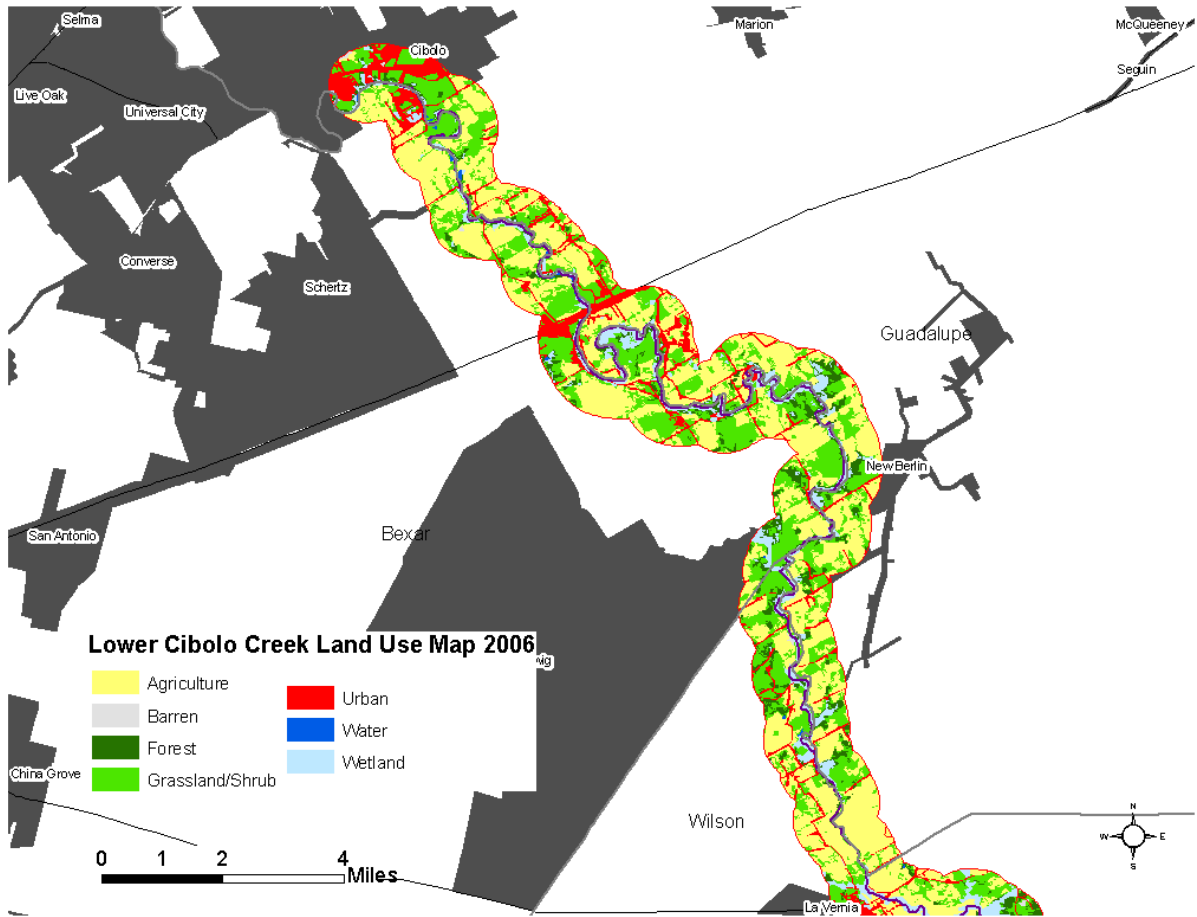 Selma
Cibolo
Marion
McQueeney
Seguin
Live Oak
Universal City
Converse
Schertz
Guadalupe
New Berlin
San Antonio
Bexar
Lower Cibolo Creek Land Use Map 2006
wig
Agriculture
Barren
Forest
Grassland/Shrub
Urban
Water
Wetland
China Grove
Wilson
0 1 2 4
Miles
N
W E
S
La Vernia